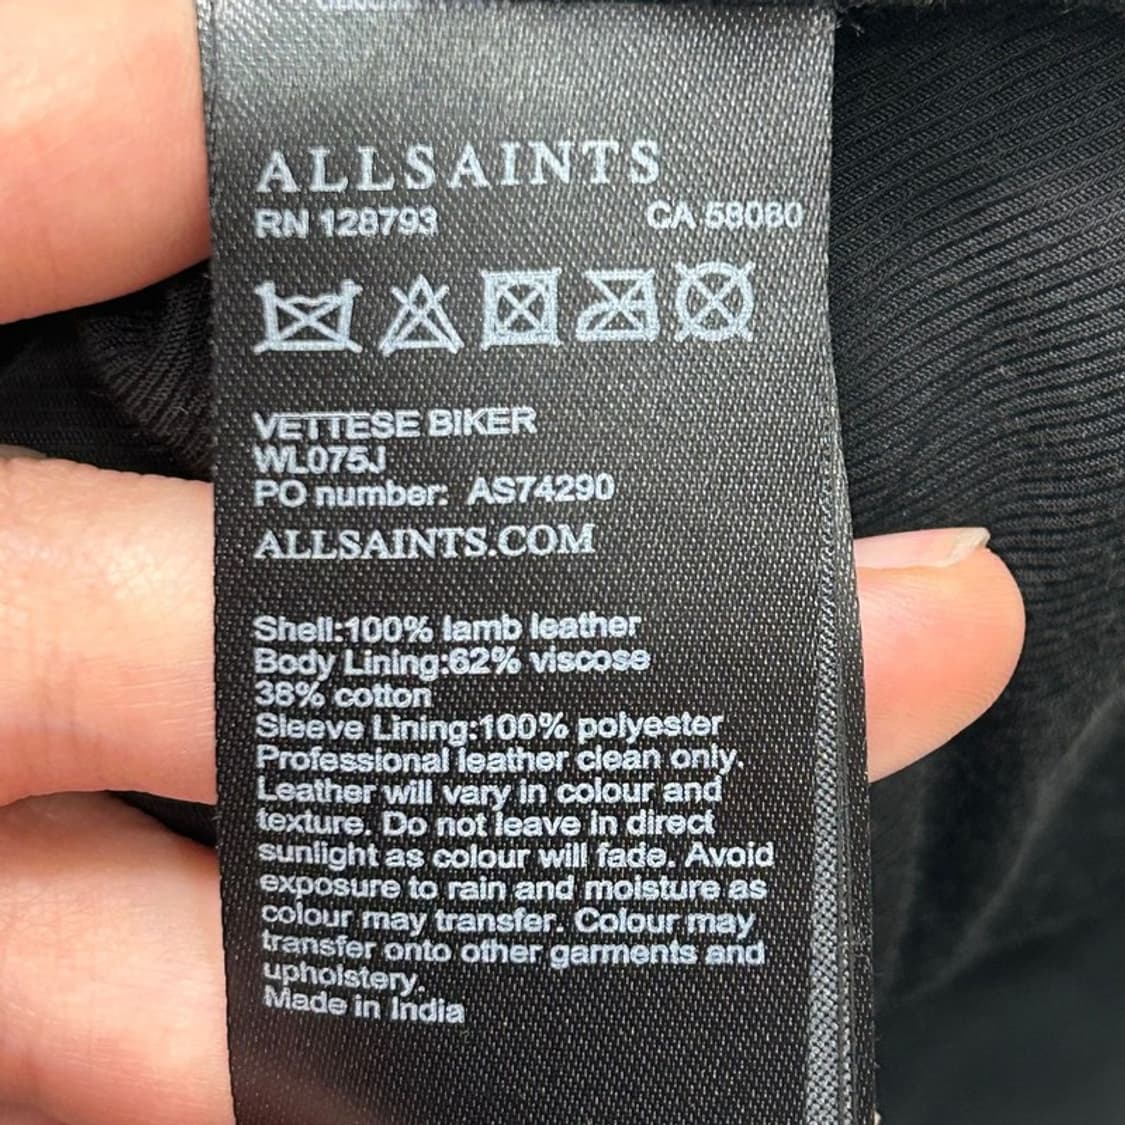 ALLSAINTS
RN 128793 CA 58060
VETTESE BIKER
WL075J
PO number: AS74290
ALLSAINTS.COM
Shell:100% lamb leather
Body Lining:62% viscose
38% cotton
Sleeve Lining:100% polyester
Professional leather clean only.
Leather will vary in colour and
texture. Do not leave in direct
sunlight as colour will fade. Avoid
exposure to rain and moisture as
colour may transfer. Colour may
transfer onto other garments and
upholstery.
Made in India